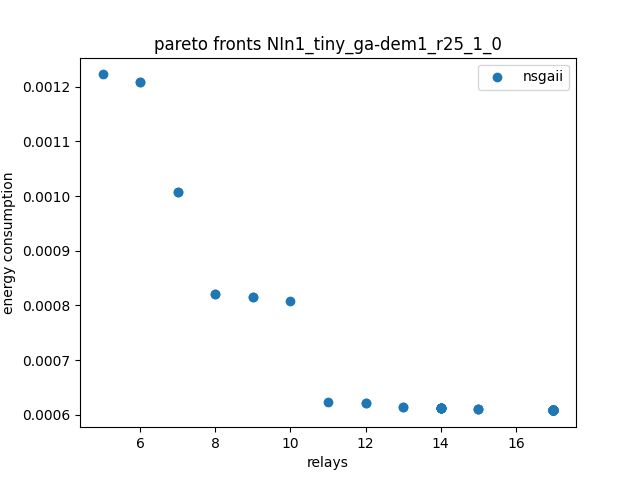 pareto fronts NIn1_tiny_ga-dem1_r25_1_0
nsgaii
0.0012
0.0011
0.0010
0.0009
0.0008
0.0007
0.0006
energy consumption
6 8 10 12 14 16
relays